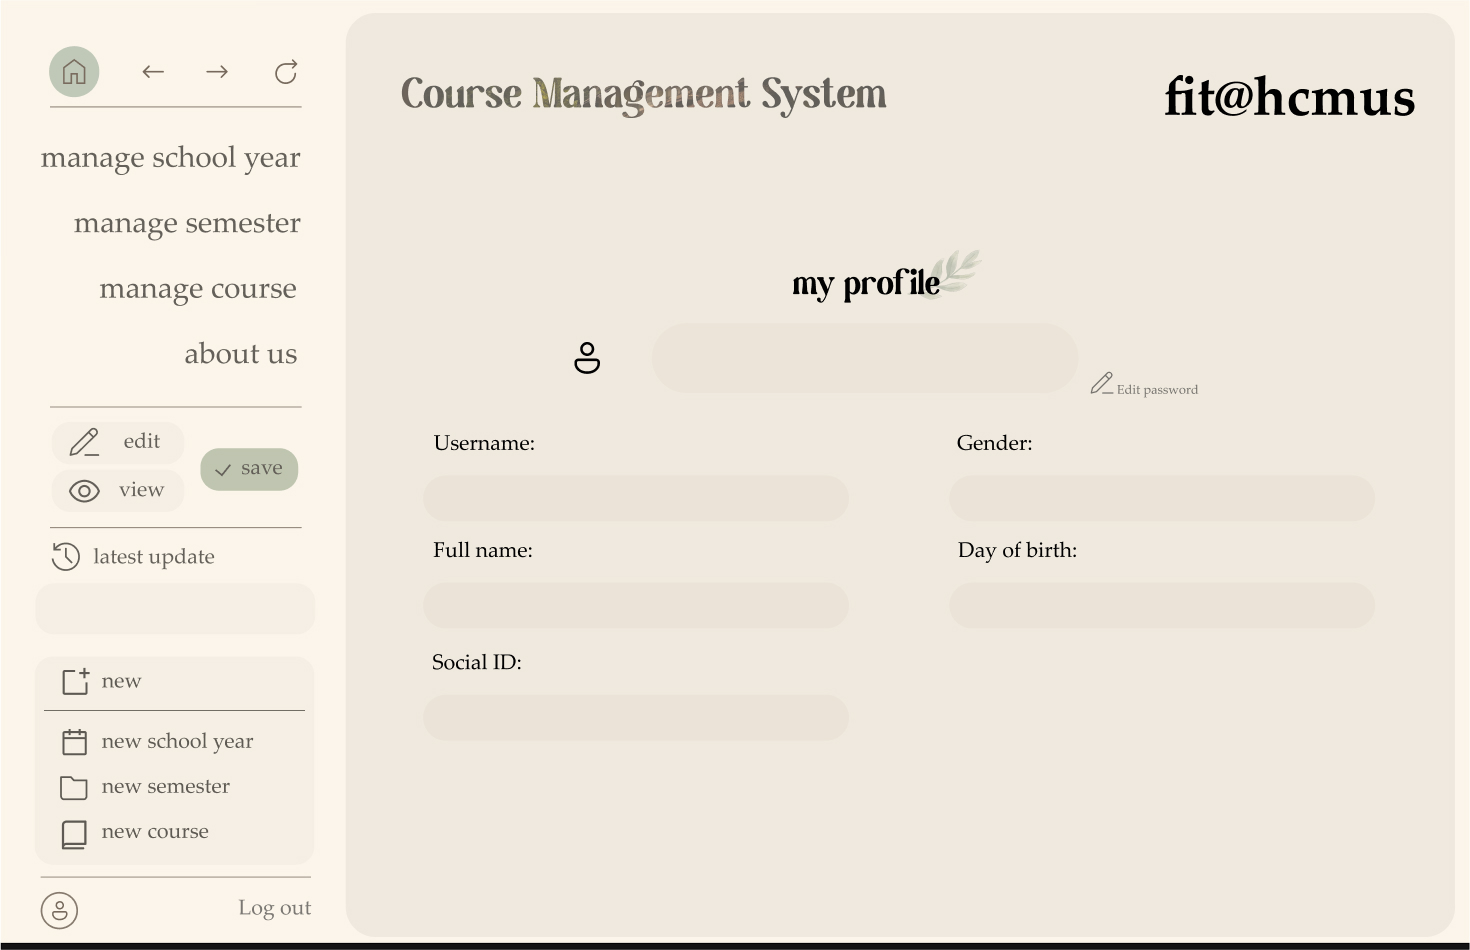 manage school year
manage semester
manage course
about us
edit
view
save
latest update
new
new school year
new semester
new course
Log out
Course Management System
fit@hcmus
my profile
Edit password
Username:
Gender:
Full name:
Day of birth:
Social ID: